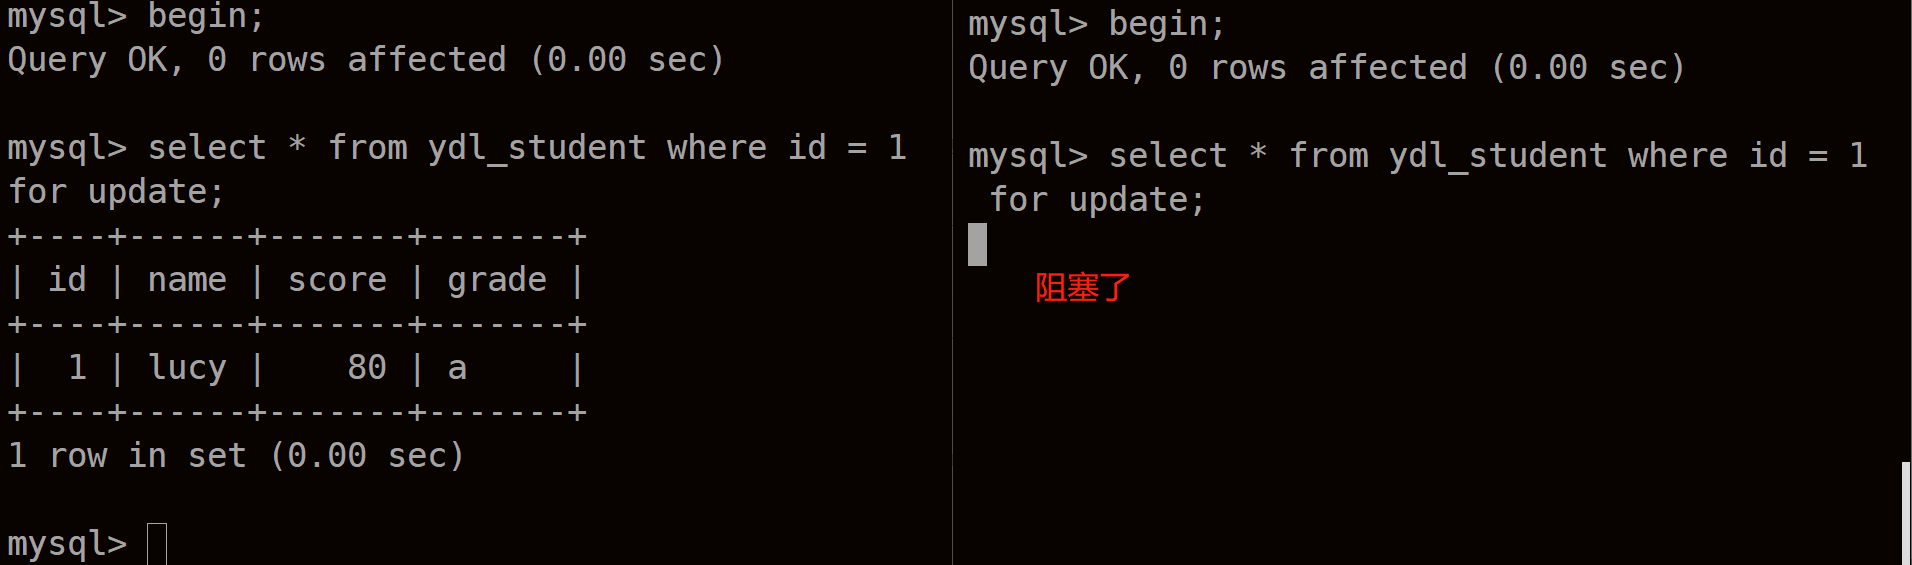 mysql> begin;
Query OK, 0 rows affected (0.00 sec)
mysql> select * from ydl_student where id = 1
for update;
+----+------+-------+-------+
| id | name | score | grade |
+----+------+-------+-------+
|  1 | lucy |    80 | a     |
+----+------+-------+-------+
1 row in set (0.00 sec)
mysql>
mysql> begin;
Query OK, 0 rows affected (0.00 sec)
mysql> select * from ydl_student where id = 1
 for update;
阻塞了